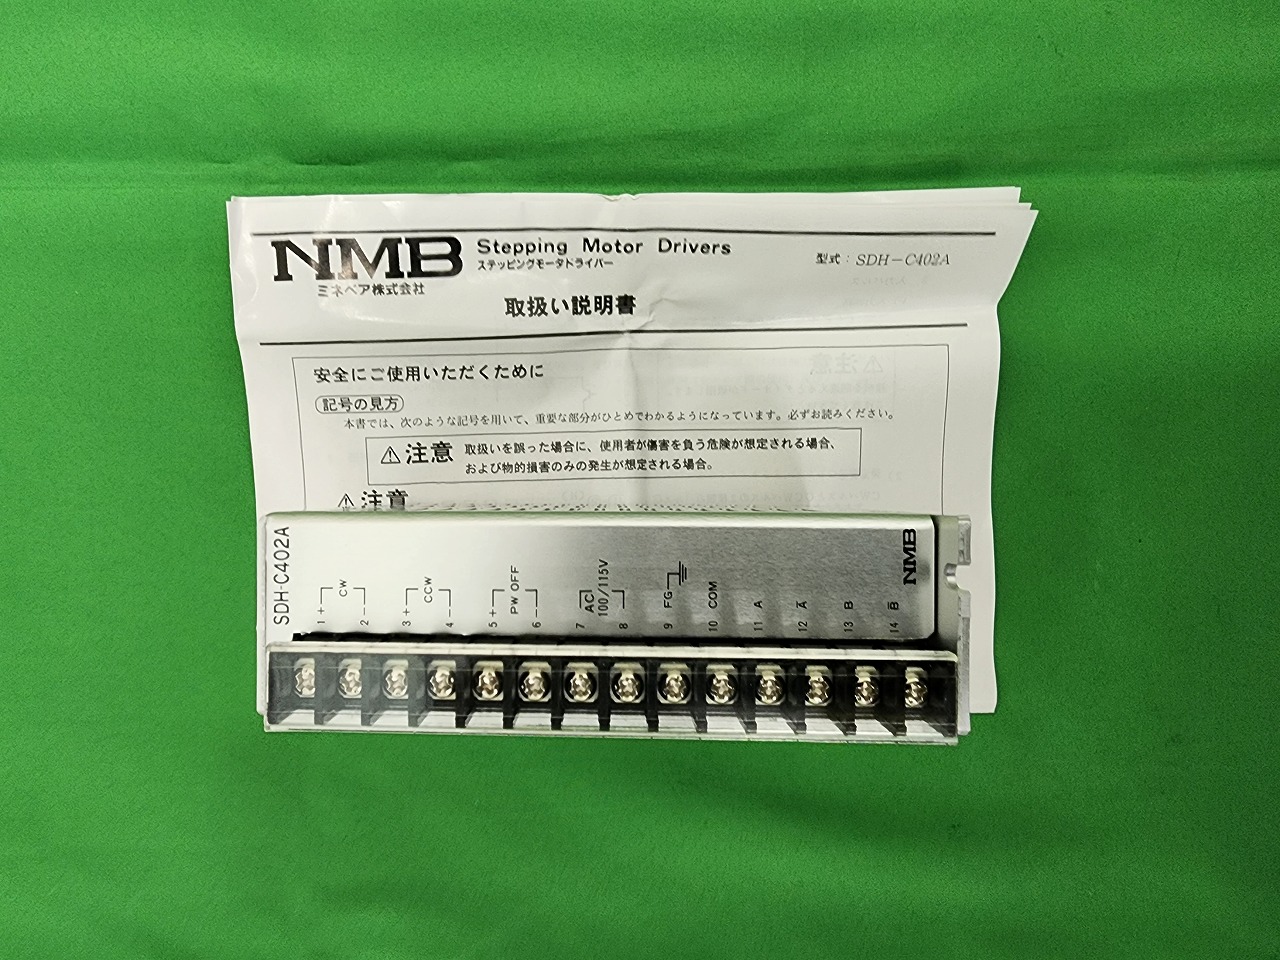 NMB Stepping Motor Drivers
ステッピングモータドライバー
型式：SDH－C402A
ミネベア株式会社
取扱い説明書
安全にご使用いただくために
記号の見方
本書では、次のような記号を用いて、重要な部分がひとめでわかるようになっています。必ずお読みください。
⚠注意 取扱いを誤った場合に、使用者が傷害を負う危険が想定される場合、
および物的損害のみの発生が想定される場合。
⚠注意
SDH-C402A
NMB
1 +
CW
2 -
3 +
CCW
4 -
5 +
PW OFF
6 -
7
AC
100/115V
8
9 FG
10 COM
11 A
12 A̅
13 B
14 B̅